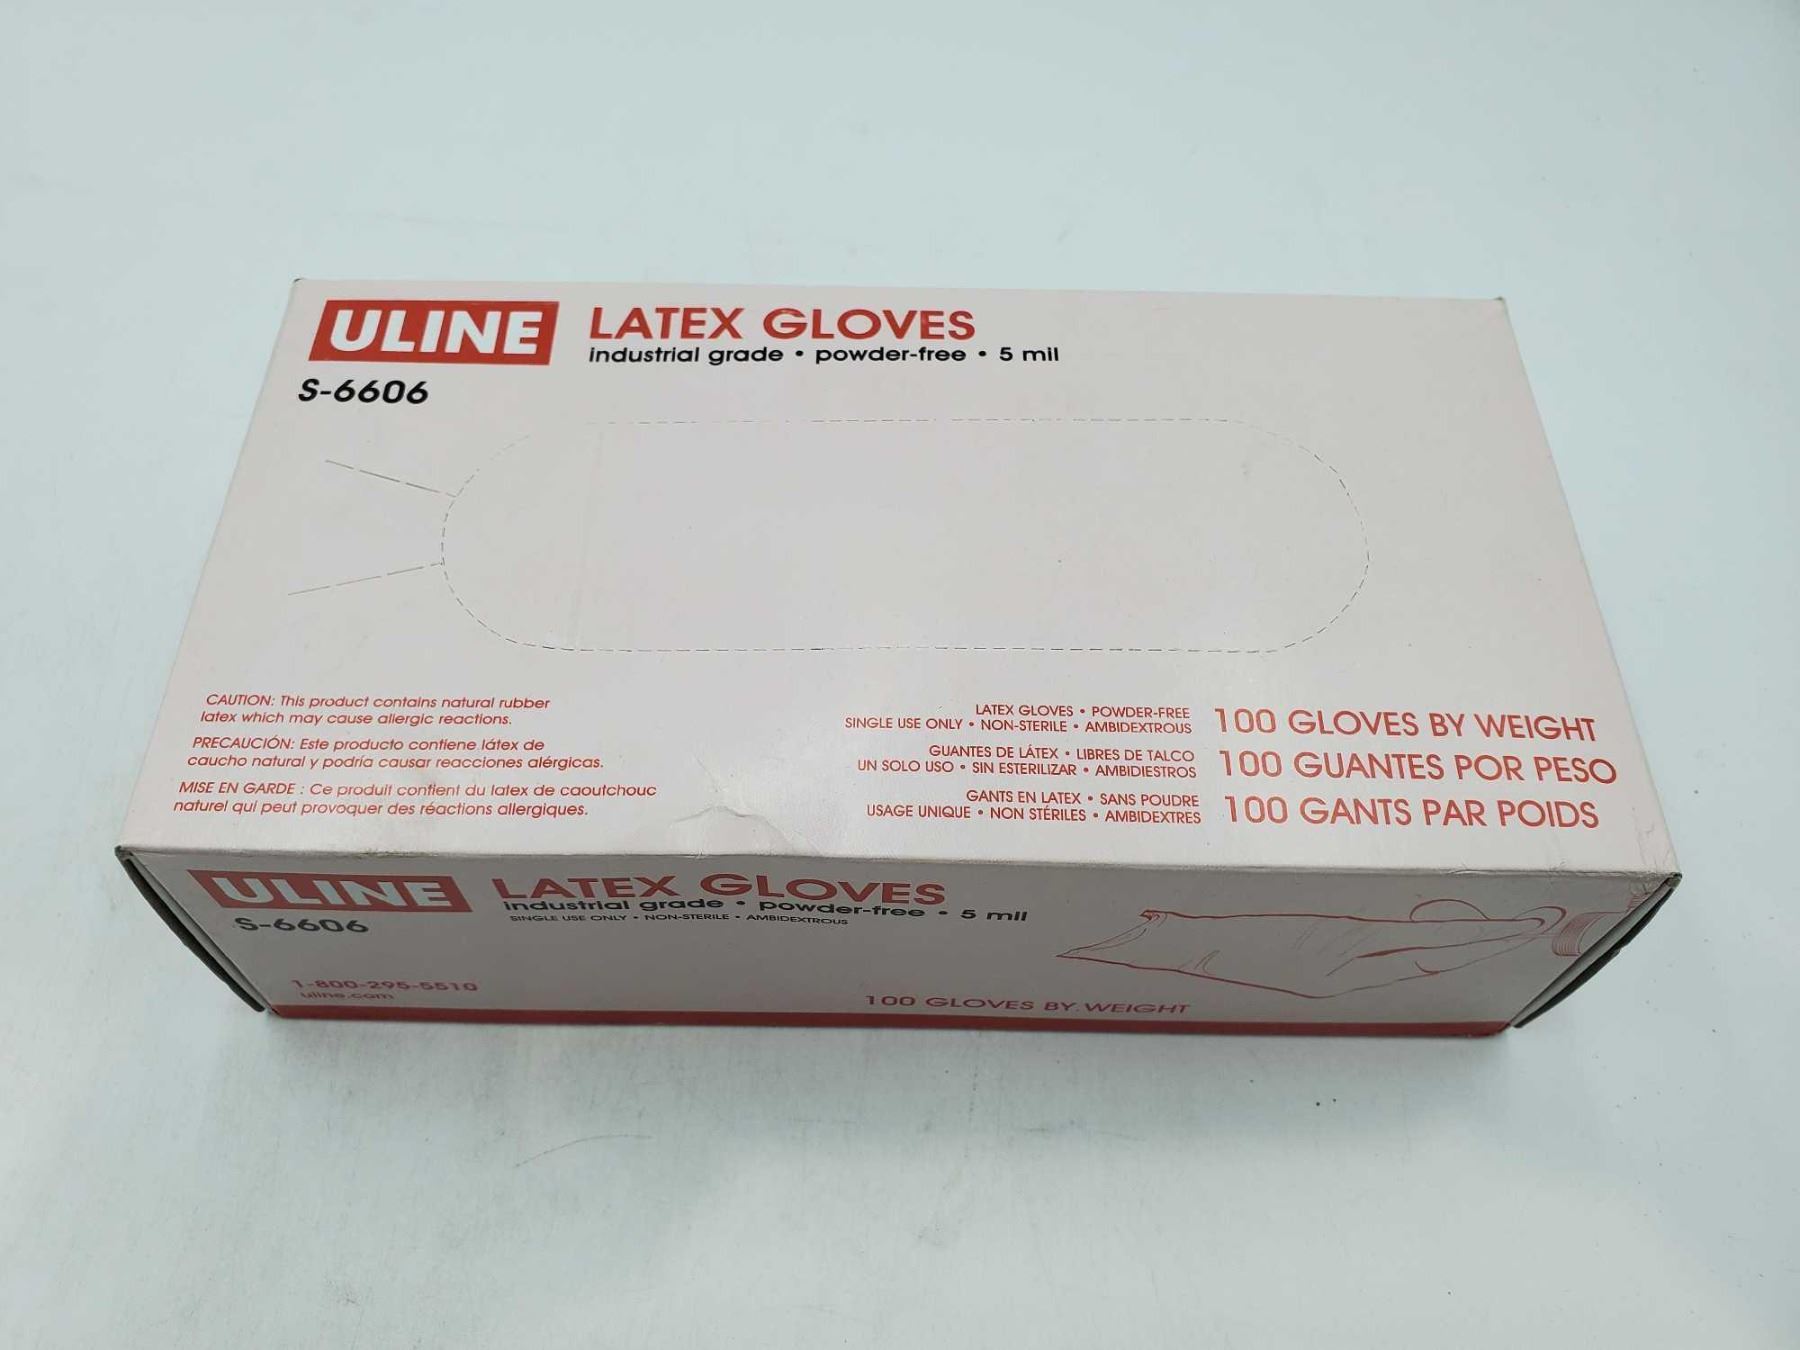 ULINE
LATEX GLOVES
industrial grade • powder-free • 5 mil
S-6606
CAUTION: This product contains natural rubber
latex which may cause allergic reactions.
PRECAUCIÓN: Este producto contiene látex de
caucho natural y podría causar reacciones alérgicas.
MISE EN GARDE : Ce produit contient du latex de caoutchouc
naturel qui peut provoquer des réactions allergiques.
LATEX GLOVES • POWDER-FREE
SINGLE USE ONLY • NON-STERILE • AMBIDEXTROUS
100 GLOVES BY WEIGHT
GUANTES DE LÁTEX • LIBRES DE TALCO
UN SOLO USO • SIN ESTERILIZAR • AMBIDIESTROS
100 GUANTES POR PESO
GANTS EN LATEX • SANS POUDRE
USAGE UNIQUE • NON STÉRILES • AMBIDEXTRES
100 GANTS PAR POIDS
ULINE
LATEX GLOVES
industrial grade • powder-free • 5 mil
SINGLE USE ONLY • NON-STERILE • AMBIDEXTROUS
S-6606
1-800-295-5510
uline.com
100 GLOVES BY WEIGHT